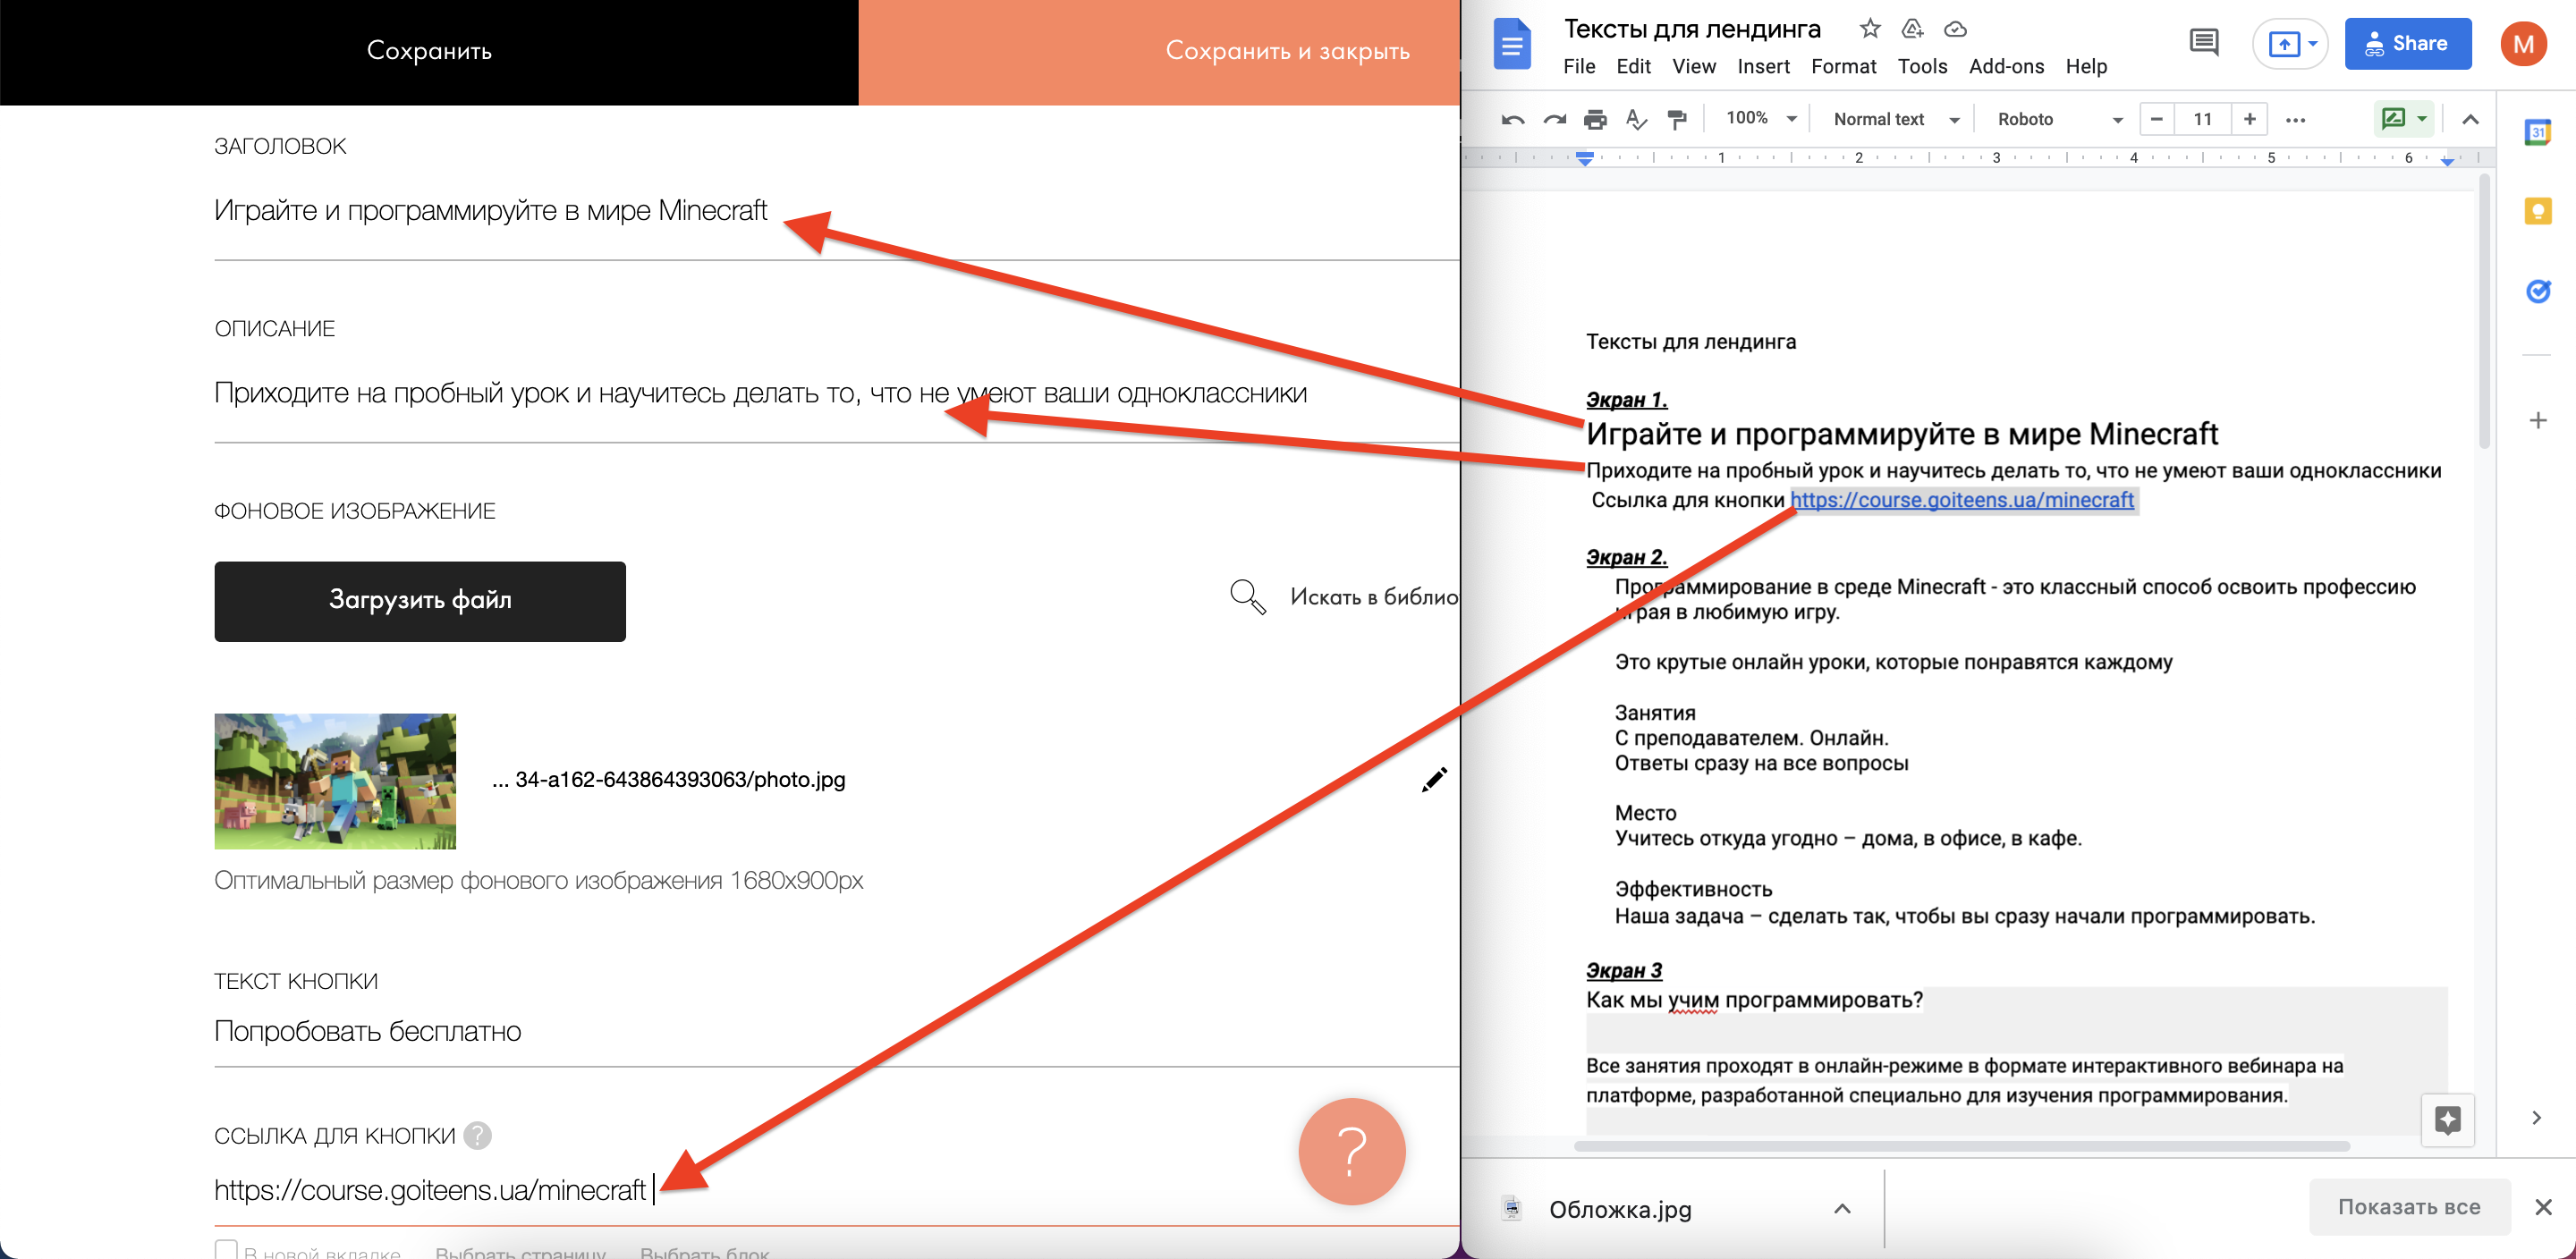 Сохранить
Сохранить и закрыть
ЗАГОЛОВОК
Играйте и программируйте в мире Minecraft
ОПИСАНИЕ
Приходите на пробный урок и научитесь делать то, что не умеют ваши одноклассники
ФОНОВОЕ ИЗОБРАЖЕНИЕ
Загрузить файл
Искать в библио
... 34-a162-643864393063/photo.jpg
Оптимальный размер фонового изображения 1680x900px
ТЕКСТ КНОПКИ
Попробовать бесплатно
ССЫЛКА ДЛЯ КНОПКИ ?
https://course.goiteens.ua/minecraft
?
В новой вкладке Выбрать страницу Выбрать блок
Тексты для лендинга
File Edit View Insert Format Tools Add-ons Help
Share
M
100% Normal text Roboto 11
1 2 3 4 5 6
31
Тексты для лендинга
Экран 1.
Играйте и программируйте в мире Minecraft
Приходите на пробный урок и научитесь делать то, что не умеют ваши одноклассники
Ссылка для кнопки https://course.goiteens.ua/minecraft
Экран 2.
Программирование в среде Minecraft - это классный способ освоить профессию
играя в любимую игру.
Это крутые онлайн уроки, которые понравятся каждому
Занятия
С преподавателем. Онлайн.
Ответы сразу на все вопросы
Место
Учитесь откуда угодно – дома, в офисе, в кафе.
Эффективность
Наша задача – сделать так, чтобы вы сразу начали программировать.
Экран 3
Как мы учим программировать?
Все занятия проходят в онлайн-режиме в формате интерактивного вебинара на
платформе, разработанной специально для изучения программирования.
Обложка.jpg
Показать все